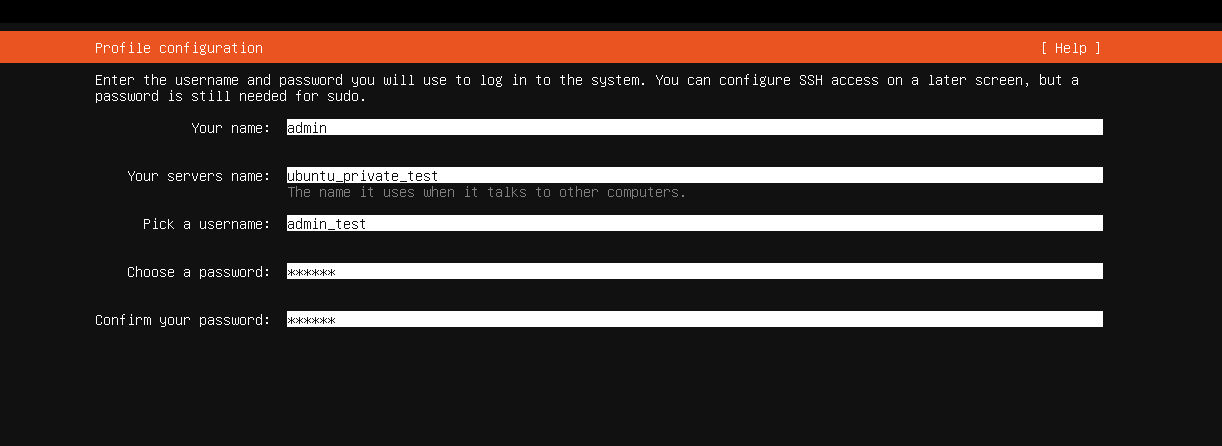 Profile configuration [ Help ]
Enter the username and password you will use to log in to the system. You can configure SSH access on a later screen, but a
password is still needed for sudo.
Your name: admin
Your servers name: ubuntu_private_test
The name it uses when it talks to other computers.
Pick a username: admin_test
Choose a password: ******
Confirm your password: ******